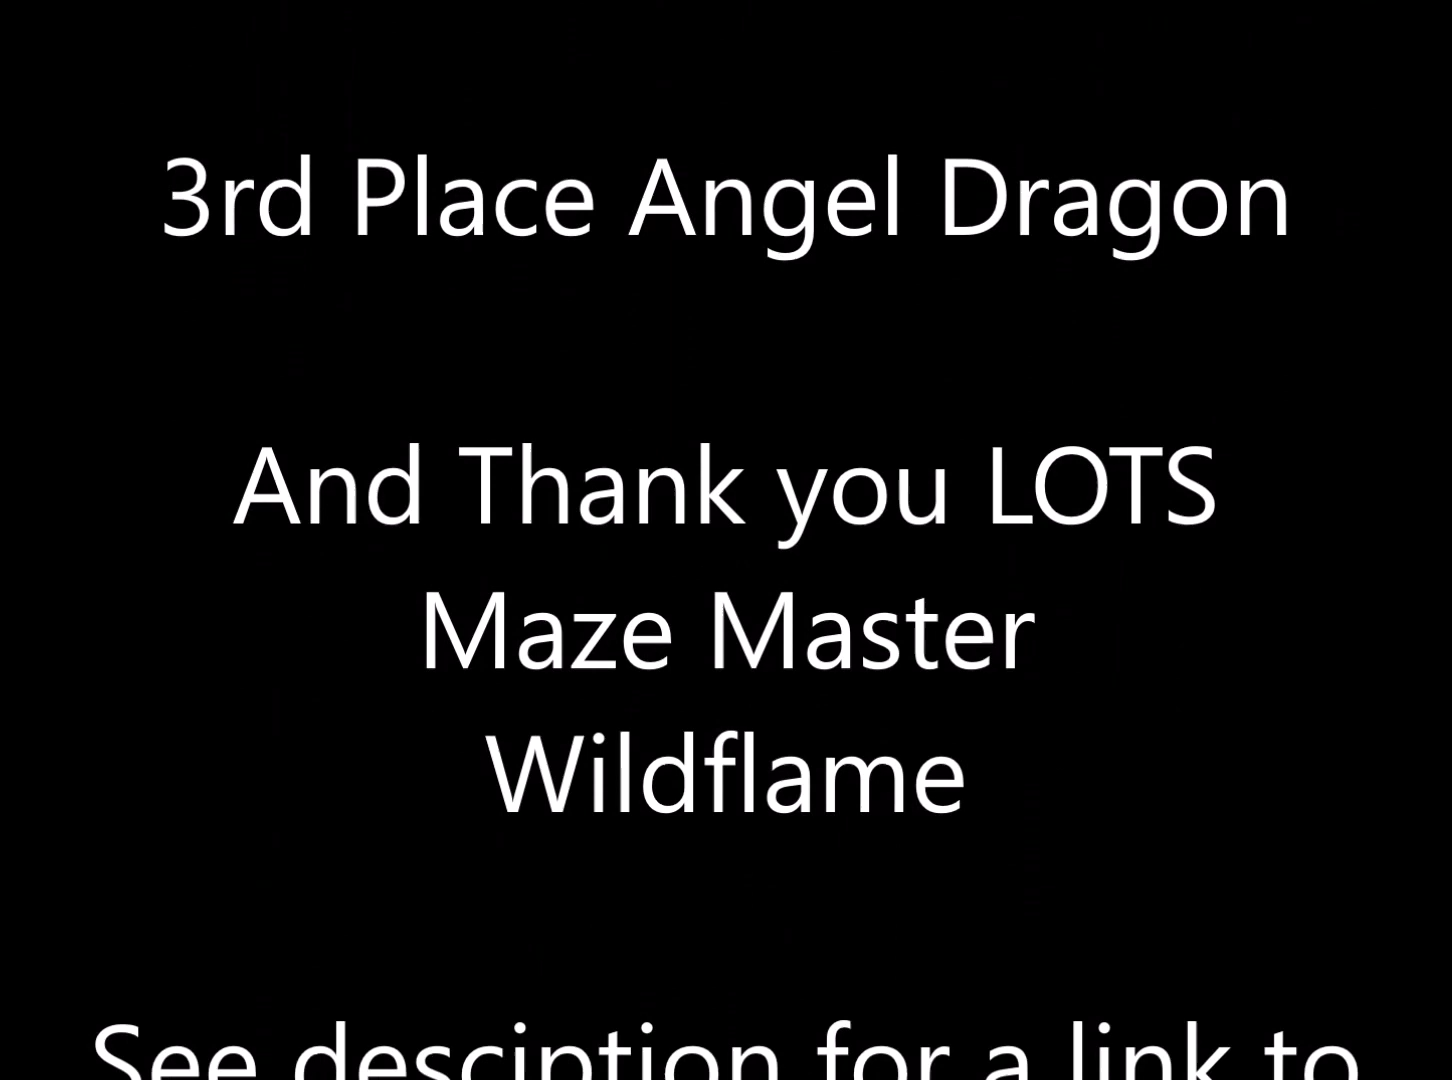 3rd Place Angel Dragon
And Thank you LOTS
Maze Master
Wildflame
See desciption for a link to